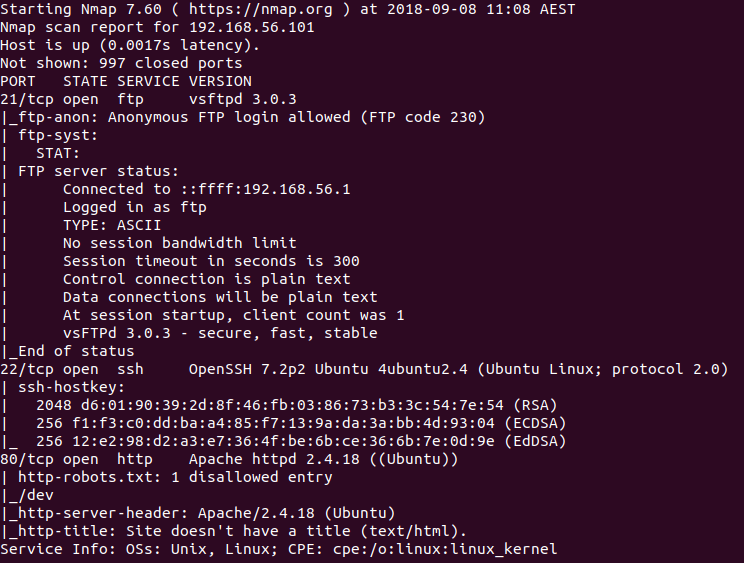 Starting Nmap 7.60 ( https://nmap.org ) at 2018-09-08 11:08 AEST
Nmap scan report for 192.168.56.101
Host is up (0.0017s latency).
Not shown: 997 closed ports
PORT   STATE SERVICE VERSION
21/tcp open  ftp     vsftpd 3.0.3
|_ftp-anon: Anonymous FTP login allowed (FTP code 230)
| ftp-syst:
|   STAT:
| FTP server status:
|      Connected to ::ffff:192.168.56.1
|      Logged in as ftp
|      TYPE: ASCII
|      No session bandwidth limit
|      Session timeout in seconds is 300
|      Control connection is plain text
|      Data connections will be plain text
|      At session startup, client count was 1
|      vsFTPd 3.0.3 - secure, fast, stable
|_End of status
22/tcp open  ssh     OpenSSH 7.2p2 Ubuntu 4ubuntu2.4 (Ubuntu Linux; protocol 2.0)
| ssh-hostkey:
|   2048 d6:01:90:39:2d:8f:46:fb:03:86:73:b3:3c:54:7e:54 (RSA)
|   256 f1:f3:c0:dd:ba:a4:85:f7:13:9a:da:3a:bb:4d:93:04 (ECDSA)
|_  256 12:e2:98:d2:a3:e7:36:4f:be:6b:ce:36:6b:7e:0d:9e (EdDSA)
80/tcp open  http    Apache httpd 2.4.18 ((Ubuntu))
| http-robots.txt: 1 disallowed entry
|_/dev
|_http-server-header: Apache/2.4.18 (Ubuntu)
|_http-title: Site doesn't have a title (text/html).
Service Info: OSs: Unix, Linux; CPE: cpe:/o:linux:linux_kernel